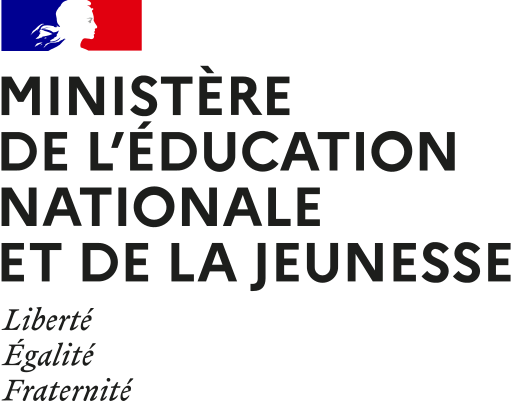 MINISTÈRE
DE L’ÉDUCATION
NATIONALE
ET DE LA JEUNESSE
Liberté
Égalité
Fraternité